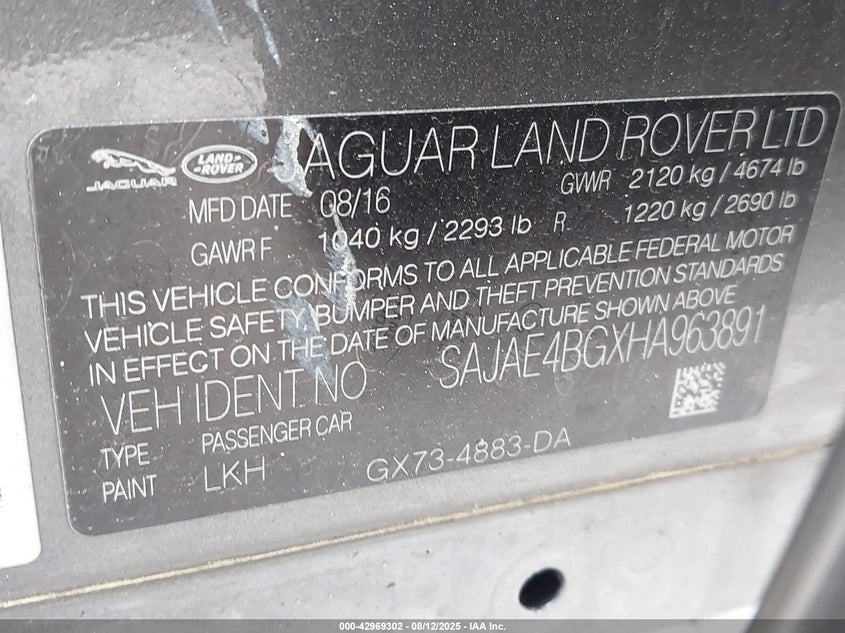 JAGUAR LAND ROVER JAGUAR LAND ROVER LTD
MFD DATE 08/16 GVWR 2120 kg / 4674 lb
GAWR F 1040 kg / 2293 lb R 1220 kg / 2690 lb
THIS VEHICLE CONFORMS TO ALL APPLICABLE FEDERAL MOTOR
VEHICLE SAFETY, BUMPER AND THEFT PREVENTION STANDARDS
IN EFFECT ON THE DATE OF MANUFACTURE SHOWN ABOVE
VEH IDENT NO SAJAE4BGXHA963891
TYPE PASSENGER CAR
PAINT LKH GX73-4883-DA
000-42969302 - 08/12/2025 - IAA Inc.